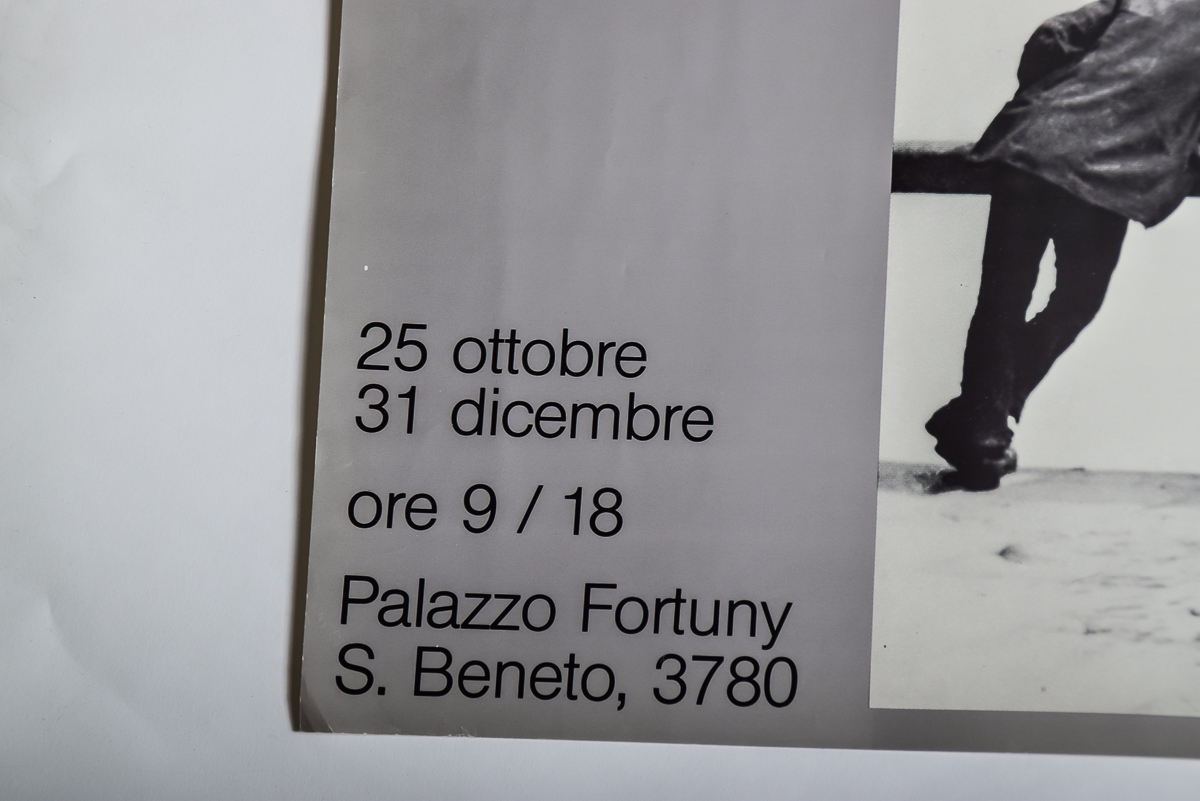 25 ottobre
31 dicembre
ore 9 / 18
Palazzo Fortuny
S. Beneto, 3780